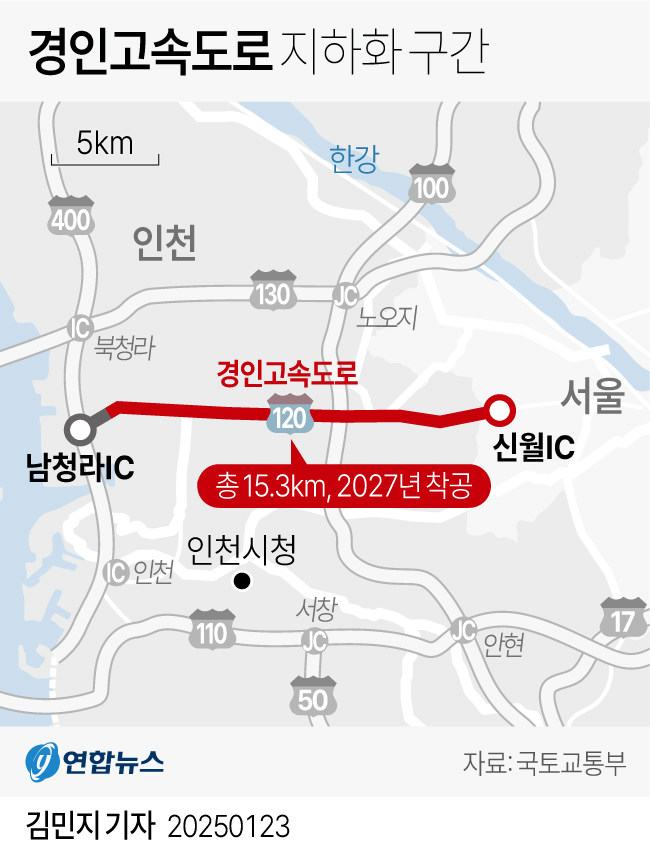 경인고속도로 지하화 구간
5km
한강
100
400
인천
130
JC
노오지
IC
북청라
경인고속도로
120
서울
신월IC
남청라IC
총 15.3km, 2027년 착공
인천시청
IC 인천
서창
110
JC
JC
안현
17
50
연합뉴스
자료: 국토교통부
김민지 기자 20250123